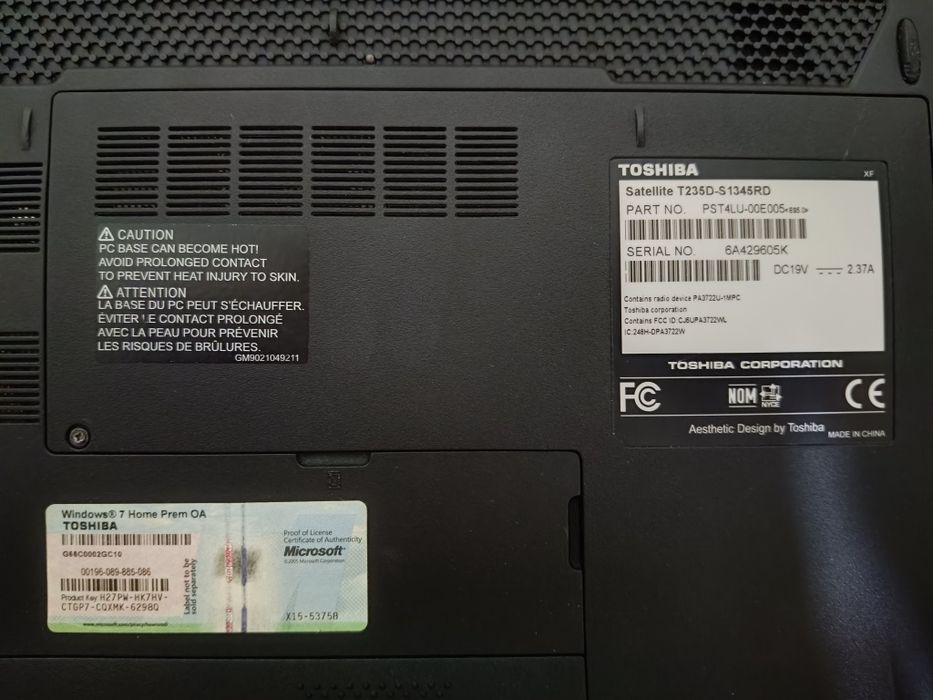 CAUTION
PC BASE CAN BECOME HOT!
AVOID PROLONGED CONTACT
TO PREVENT HEAT INJURY TO SKIN.
ATTENTION
LA BASE DU PC PEUT S'ÉCHAUFFER.
ÉVITER LE CONTACT PROLONGÉ
AVEC LA PEAU POUR PRÉVENIR
LES RISQUES DE BRÛLURES.
GM9021049211
TOSHIBA XF
Satellite T235D-S1345RD
PART NO. PST4LU-00E005
SERIAL NO. 6A429605K
DC19V 2.37A
Contains radio device PA3722U-1MPC
Toshiba corporation
Contains FCC ID:CJ6UPA3722WL
IC:248H-DPA3722W
TOSHIBA CORPORATION
FC NOM NYCE CE
Aesthetic Design by Toshiba MADE IN CHINA
Windows® 7 Home Prem OA
TOSHIBA
G66C0002GC10
00196-089-885-086
Product Key H27PW-HK7HV-
CTGP7-CQXMK-6298Q
Label not to be
sold separately
Proof of License
Certificate of Authenticity
Microsoft®
©2005 Microsoft Corporation
X15-53758